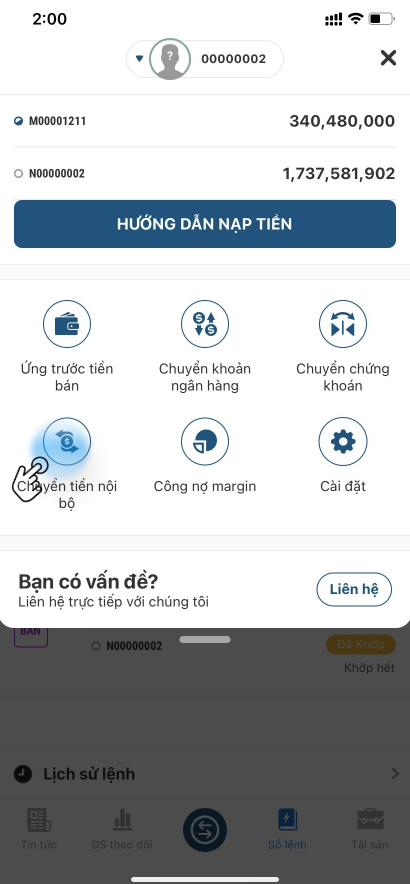 2:00
00000002
M00001211
340,480,000
N00000002
1,737,581,902
HƯỚNG DẪN NẠP TIỀN
Ứng trước tiền
bán
Chuyển khoản
ngân hàng
Chuyển chứng
khoán
Chuyển tiền nội
bộ
Công nợ margin
Cài đặt
Bạn có vấn đề?
Liên hệ trực tiếp với chúng tôi
Liên hệ
BÁN
N00000002
Đã Khớp
Khớp hết
Lịch sử lệnh
Tin tức
DS theo dõi
Sổ lệnh
Tài sản